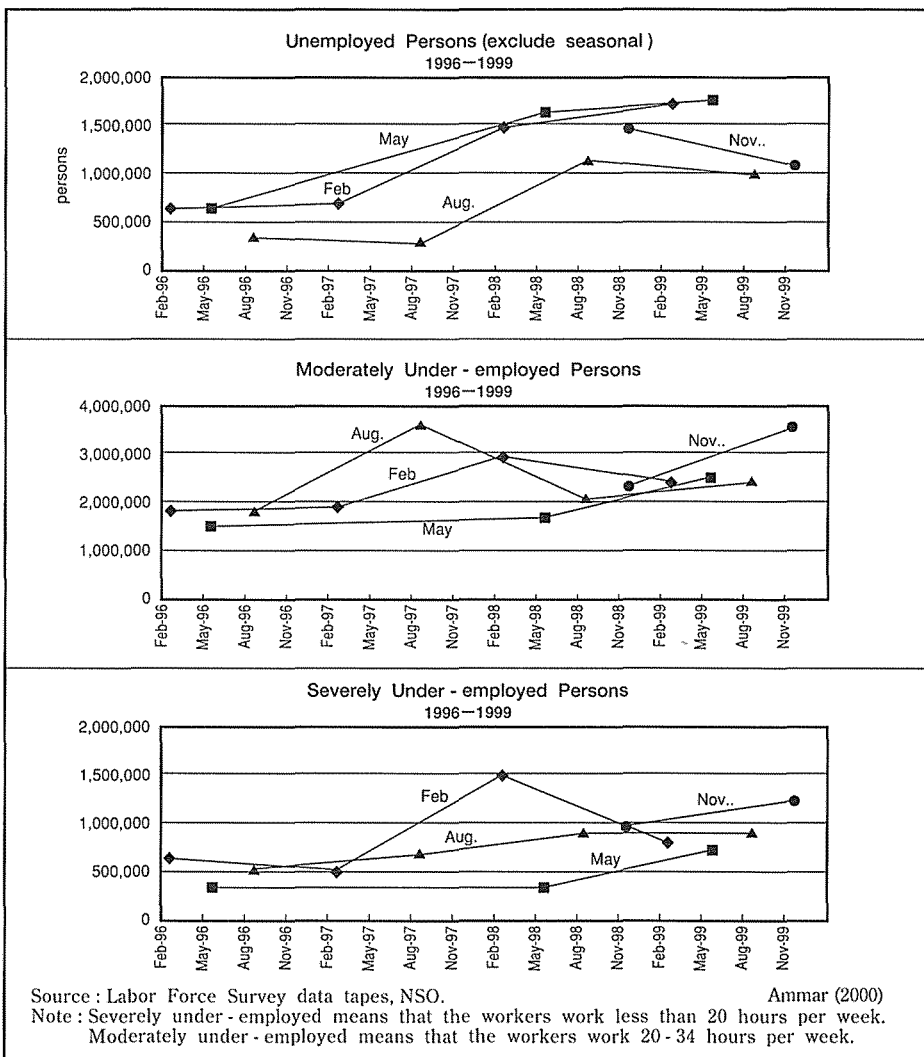 Unemployed Persons (exclude seasonal)
1996-1999
2,000,000
1,500,000
1,000,000
500,000
0
persons
May
Feb
Aug.
Nov..
Feb-96
May-96
Aug-96
Nov-96
Feb-97
May-97
Aug-97
Nov-97
Feb-98
May-98
Aug-98
Nov-98
Feb-99
May-99
Aug-99
Nov-99
Moderately Under - employed Persons
1996-1999
4,000,000
3,000,000
2,000,000
1,000,000
0
Aug.
Feb
May
Nov..
Feb-96
May-96
Aug-96
Nov-96
Feb-97
May-97
Aug-97
Nov-97
Feb-98
May-98
Aug-98
Nov-98
Feb-99
May-99
Aug-99
Nov-99
Severely Under - employed Persons
1996-1999
2,000,000
1,500,000
1,000,000
500,000
0
Feb
Aug.
Nov..
May
Feb-96
May-96
Aug-96
Nov-96
Feb-97
May-97
Aug-97
Nov-97
Feb-98
May-98
Aug-98
Nov-98
Feb-99
May-99
Aug-99
Nov-99
Source : Labor Force Survey data tapes, NSO. Ammar (2000)
Note : Severely under - employed means that the workers work less than 20 hours per week.
Moderately under - employed means that the workers work 20 - 34 hours per week.